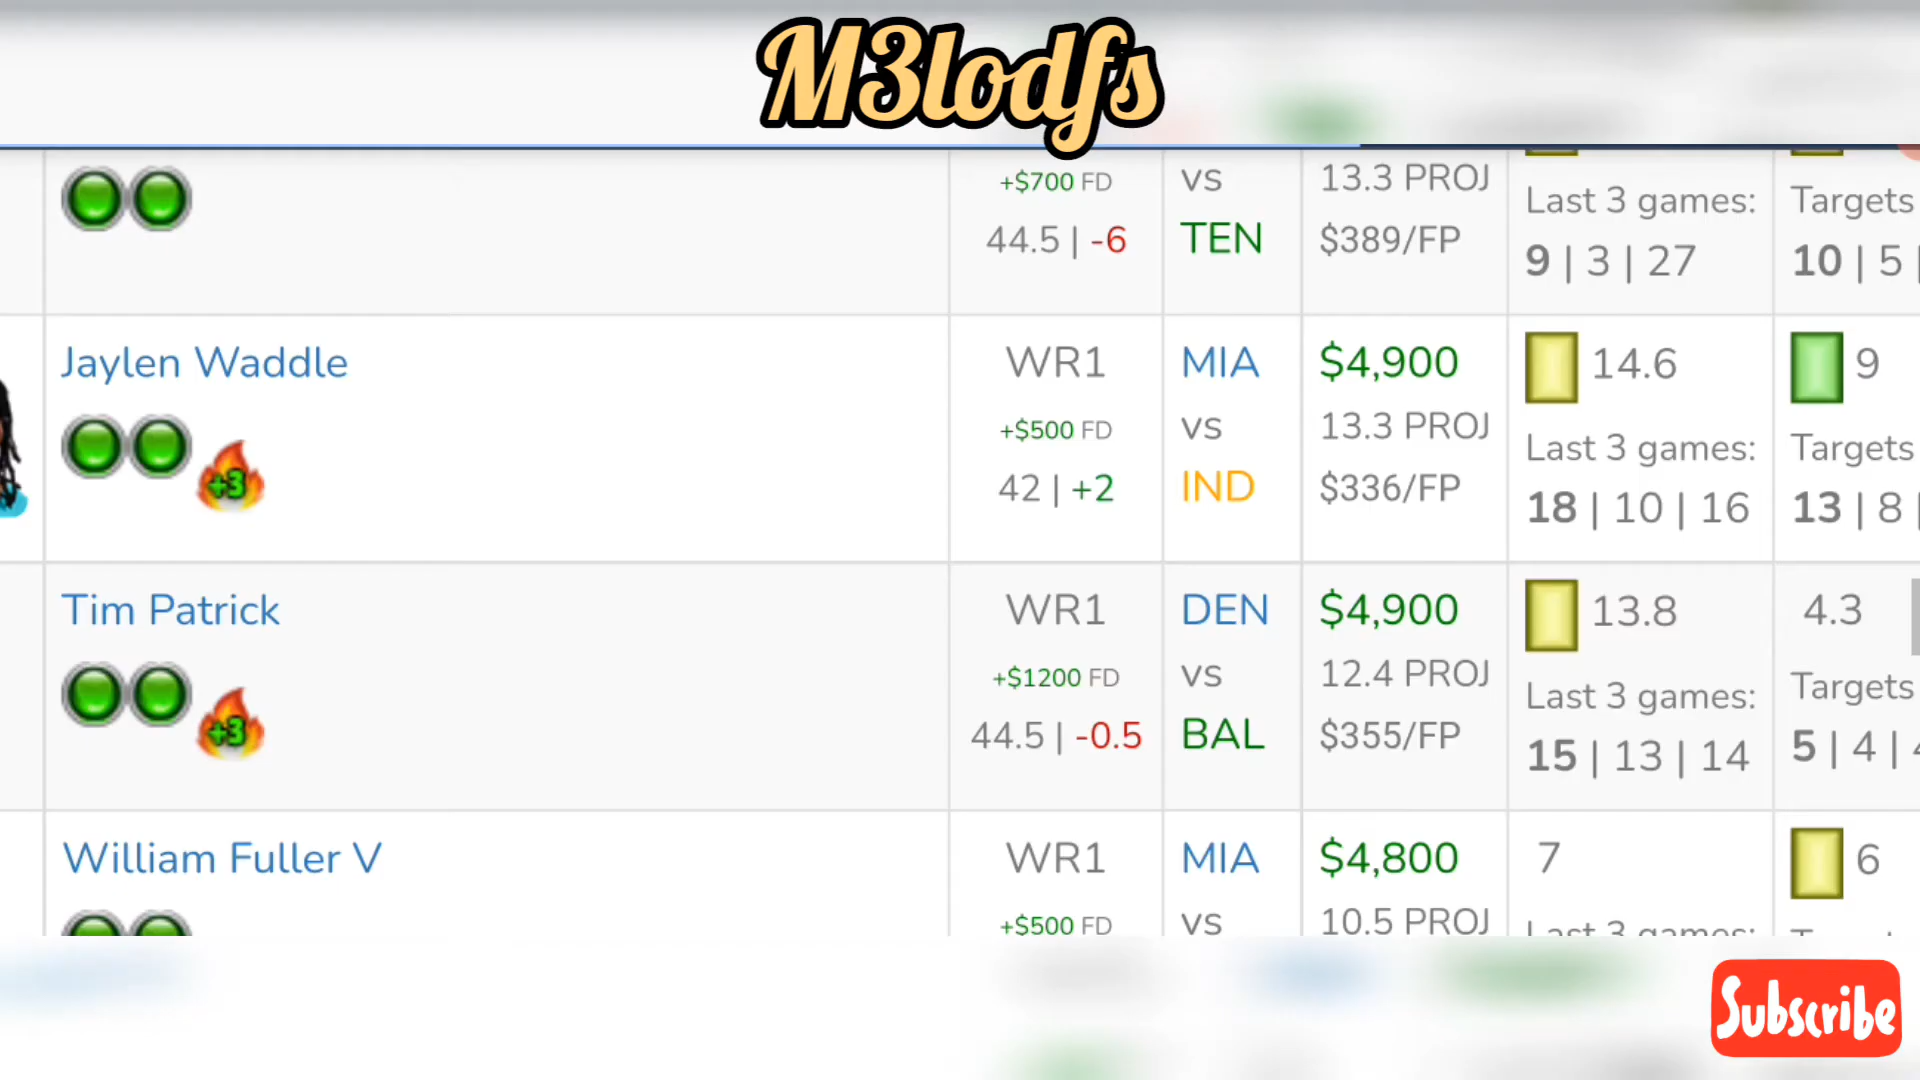 M3lodfs
+$700 FD vs 13.3 PROJ Last 3 games: Targets
44.5 | -6 TEN $389/FP 9 | 3 | 27 10 | 5 |
Jaylen Waddle WR1 MIA $4,900 14.6 9
+3 +$500 FD vs 13.3 PROJ Last 3 games: Targets
42 | +2 IND $336/FP 18 | 10 | 16 13 | 8 |
Tim Patrick WR1 DEN $4,900 13.8 4.3
+3 +$1200 FD vs 12.4 PROJ Last 3 games: Targets
44.5 | -0.5 BAL $355/FP 15 | 13 | 14 5 | 4 |
William Fuller V WR1 MIA $4,800 7 6
+$500 FD vs 10.5 PROJ Last 3 games:
Subscribe